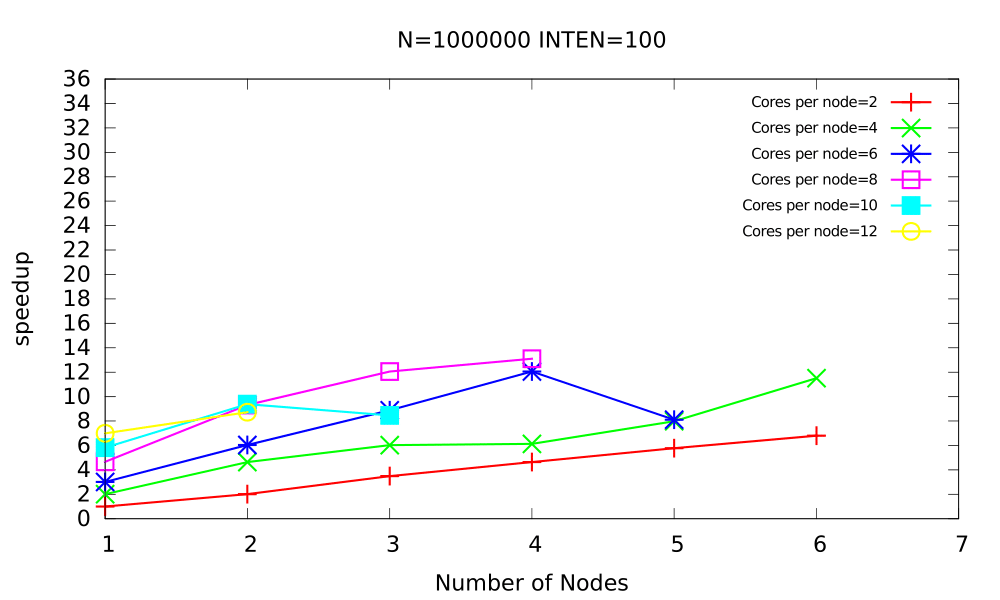 N=1000000 INTEN=100
36
34
32
30
28
26
24
22
20
18
16
14
12
10
8
6
4
2
0
speedup
Cores per node=2
Cores per node=4
Cores per node=6
Cores per node=8
Cores per node=10
Cores per node=12
1 2 3 4 5 6 7
Number of Nodes